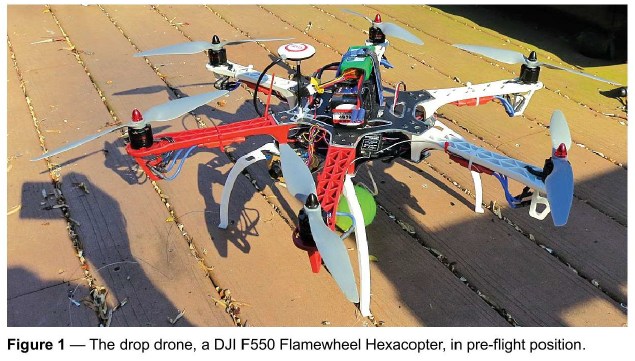 Figure 1 — The drop drone, a DJI F550 Flamewheel Hexacopter, in pre-flight position.